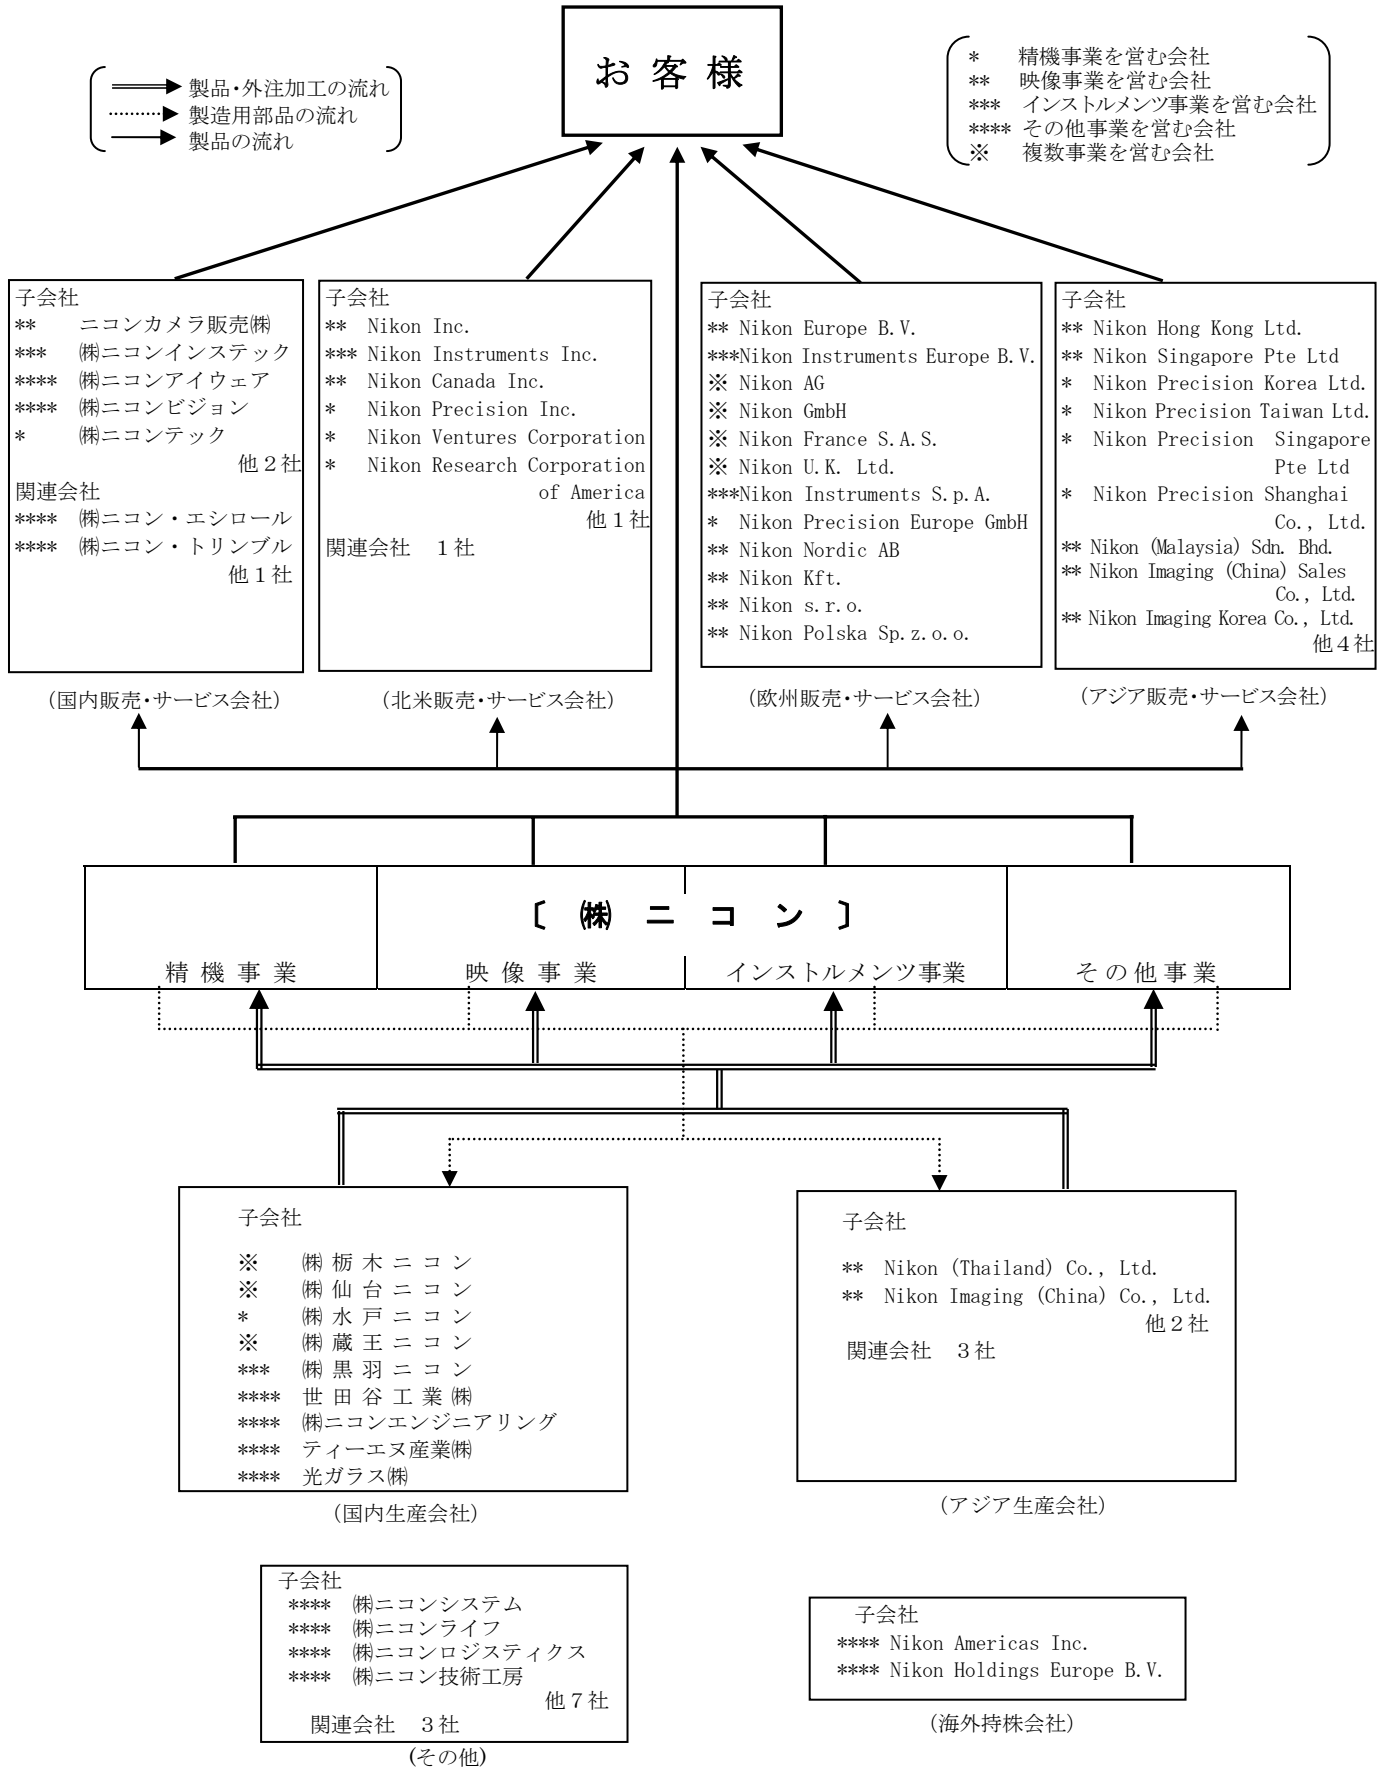 お 客 様
製品・外注加工の流れ
製造用部品の流れ
製品の流れ
* 精機事業を営む会社
** 映像事業を営む会社
*** インストルメンツ事業を営む会社
**** その他事業を営む会社
※ 複数事業を営む会社
子会社
** ニコンカメラ販売㈱
*** ㈱ニコンインステック
**** ㈱ニコンアイウェア
**** ㈱ニコンビジョン
* ㈱ニコンテック
他２社
関連会社
**** ㈱ニコン・エシロール
**** ㈱ニコン・トリンブル
他１社
(国内販売・サービス会社)
子会社
** Nikon Inc.
*** Nikon Instruments Inc.
** Nikon Canada Inc.
* Nikon Precision Inc.
* Nikon Ventures Corporation
* Nikon Research Corporation
of America
他１社
関連会社 １社
(北米販売・サービス会社)
子会社
** Nikon Europe B.V.
***Nikon Instruments Europe B.V.
※ Nikon AG
※ Nikon GmbH
※ Nikon France S.A.S.
※ Nikon U.K. Ltd.
***Nikon Instruments S.p.A.
* Nikon Precision Europe GmbH
** Nikon Nordic AB
** Nikon Kft.
** Nikon s.r.o.
** Nikon Polska Sp.z.o.o.
(欧州販売・サービス会社)
子会社
** Nikon Hong Kong Ltd.
** Nikon Singapore Pte Ltd
* Nikon Precision Korea Ltd.
* Nikon Precision Taiwan Ltd.
* Nikon Precision Singapore
Pte Ltd
* Nikon Precision Shanghai
Co., Ltd.
** Nikon (Malaysia) Sdn. Bhd.
** Nikon Imaging (China) Sales
Co., Ltd.
** Nikon Imaging Korea Co., Ltd.
他４社
(アジア販売・サービス会社)
〔 ㈱ ニ コ ン 〕
精 機 事 業
映 像 事 業
インストルメンツ事業
そ の 他 事 業
子会社
※ ㈱ 栃 木 ニ コ ン
※ ㈱ 仙 台 ニ コ ン
* ㈱ 水 戸 ニ コ ン
※ ㈱ 蔵 王 ニ コ ン
*** ㈱ 黒 羽 ニ コ ン
**** 世 田 谷 工 業 ㈱
**** ㈱ニコンエンジニアリング
**** ティーエヌ産業㈱
**** 光ガラス㈱
(国内生産会社)
子会社
** Nikon (Thailand) Co., Ltd.
** Nikon Imaging (China) Co., Ltd.
他２社
関連会社 ３社
(アジア生産会社)
子会社
**** ㈱ニコンシステム
**** ㈱ニコンライフ
**** ㈱ニコンロジスティクス
**** ㈱ニコン技術工房
他７社
関連会社 ３社
(その他)
子会社
**** Nikon Americas Inc.
**** Nikon Holdings Europe B.V.
(海外持株会社)